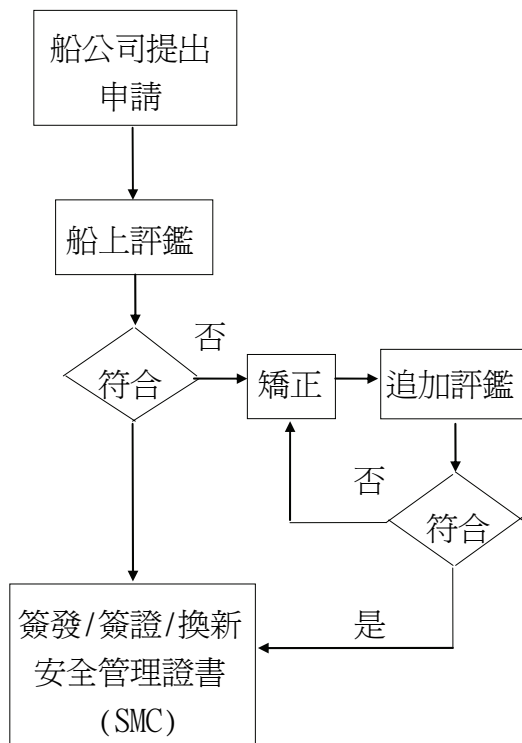 船公司提出
申請
船上評鑑
否
符合
矯正
追加評鑑
否
符合
是
簽發/簽證/換新
安全管理證書
(SMC)